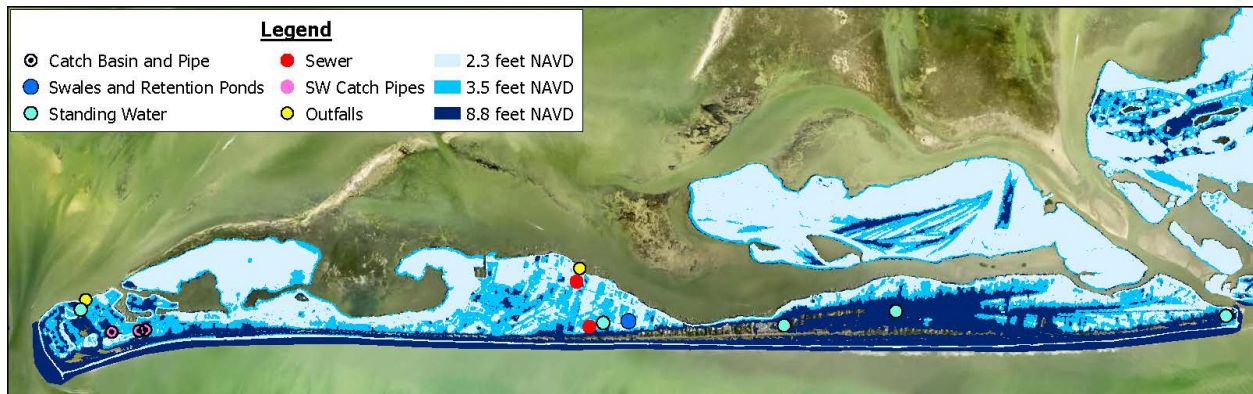 Legend
Catch Basin and Pipe
Sewer
2.3 feet NAVD
Swales and Retention Ponds
SW Catch Pipes
3.5 feet NAVD
Standing Water
Outfalls
8.8 feet NAVD